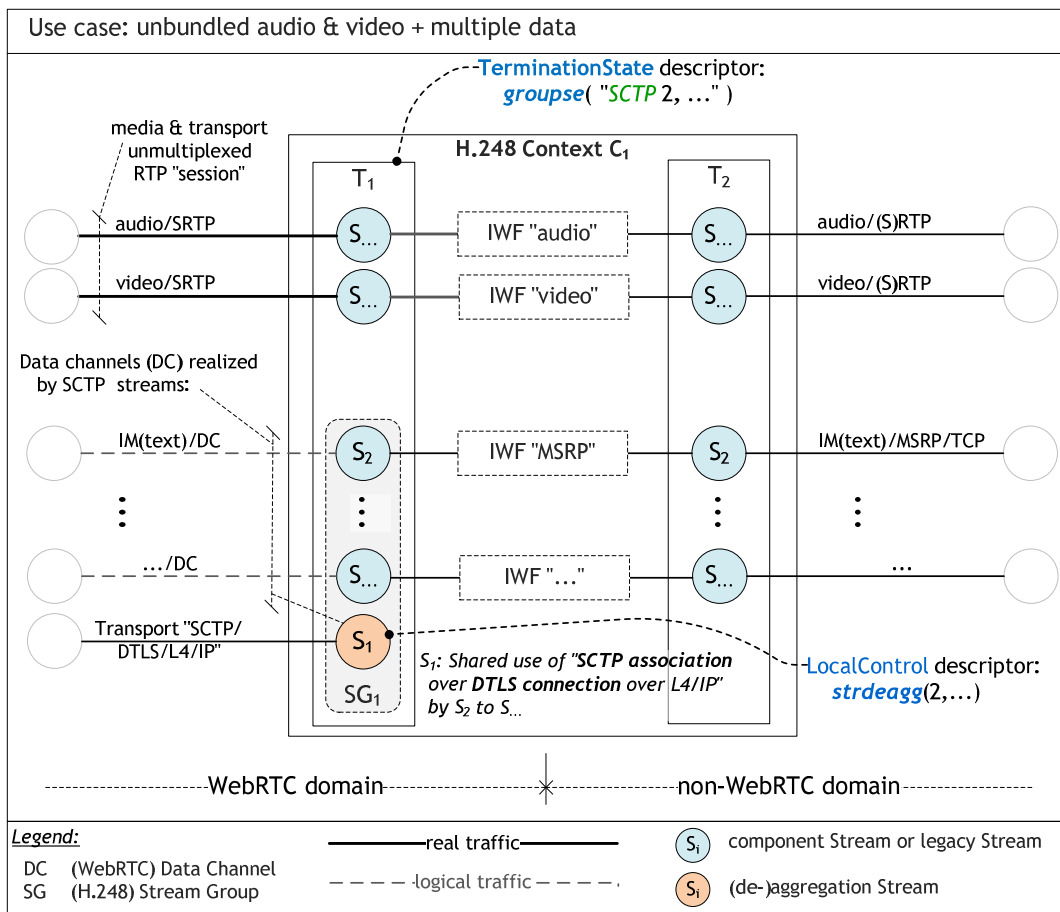 Use case: unbundled audio & video + multiple data
TerminationState descriptor:
groupse( "SCTP 2, ..." )
media & transport
unmultiplexed
RTP "session"
H.248 Context C1
T1
T2
audio/SRTP
S...
IWF "audio"
S...
audio/(S)RTP
video/SRTP
S...
IWF "video"
S...
video/(S)RTP
Data channels (DC) realized
by SCTP streams:
IM(text)/DC
S2
IWF "MSRP"
S2
IM(text)/MSRP/TCP
.../DC
S...
IWF "..."
S...
...
Transport "SCTP/
DTLS/L4/IP"
S1
SG1
S1: Shared use of "SCTP association
over DTLS connection over L4/IP"
by S2 to S...
LocalControl descriptor:
strdeagg(2,...)
WebRTC domain
non-WebRTC domain
Legend:
DC (WebRTC) Data Channel
SG (H.248) Stream Group
real traffic
logical traffic
Si component Stream or legacy Stream
Si (de-)aggregation Stream